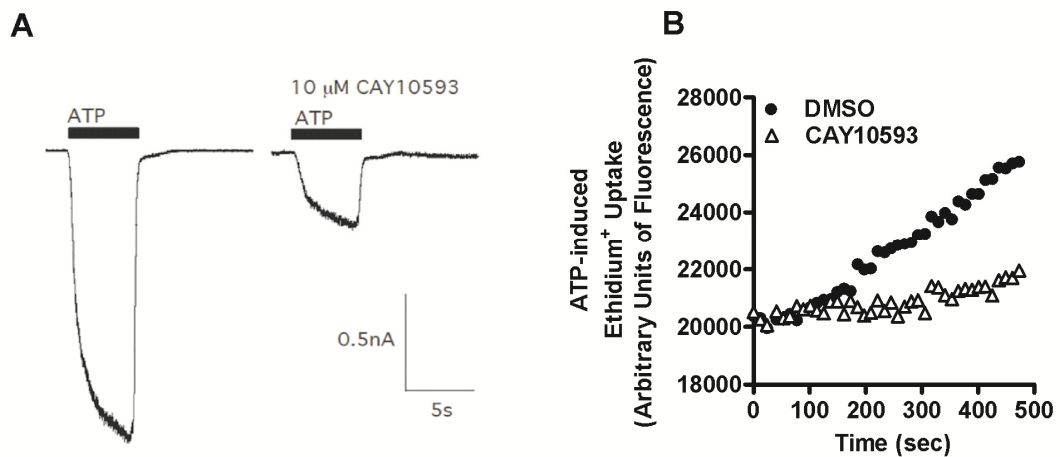 A
ATP
10 μM CAY10593
ATP
0.5nA
5s
B
ATP-induced
Ethidium+ Uptake
(Arbitrary Units of Fluorescence)
28000
26000
24000
22000
20000
18000
DMSO
CAY10593
0 100 200 300 400 500
Time (sec)